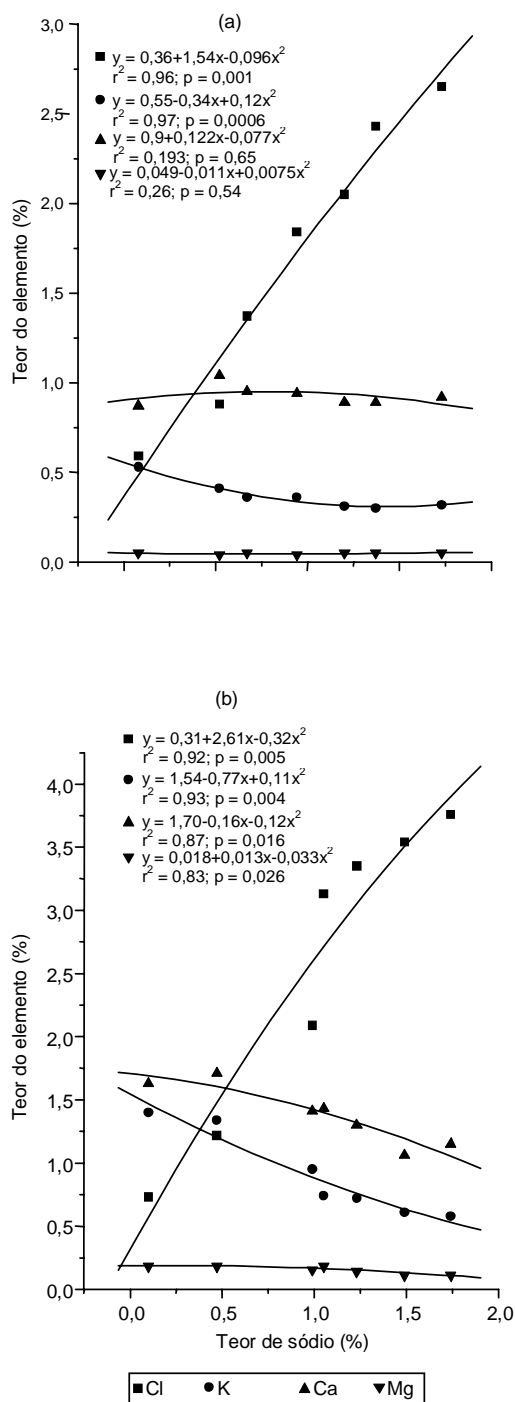 (a)
3,0
2,5
2,0
1,5
1,0
0,5
0,0
Teor do elemento (%)
■ y = 0,36+1,54x-0,096x²
r² = 0,96; p = 0,001
● y = 0,55-0,34x+0,12x²
r² = 0,97; p = 0,0006
▲ y = 0,9+0,122x-0,077x²
r² = 0,193; p = 0,65
▼ y = 0,049-0,011x+0,0075x²
r² = 0,26; p = 0,54
(b)
4,0
3,5
3,0
2,5
2,0
1,5
1,0
0,5
0,0
Teor do elemento (%)
■ y = 0,31+2,61x-0,32x²
r² = 0,92; p = 0,005
● y = 1,54-0,77x+0,11x²
r² = 0,93; p = 0,004
▲ y = 1,70-0,16x-0,12x²
r² = 0,87; p = 0,016
▼ y = 0,018+0,013x-0,033x²
r² = 0,83; p = 0,026
0,0 0,5 1,0 1,5 2,0
Teor de sódio (%)
■ Cl ● K ▲ Ca ▼ Mg